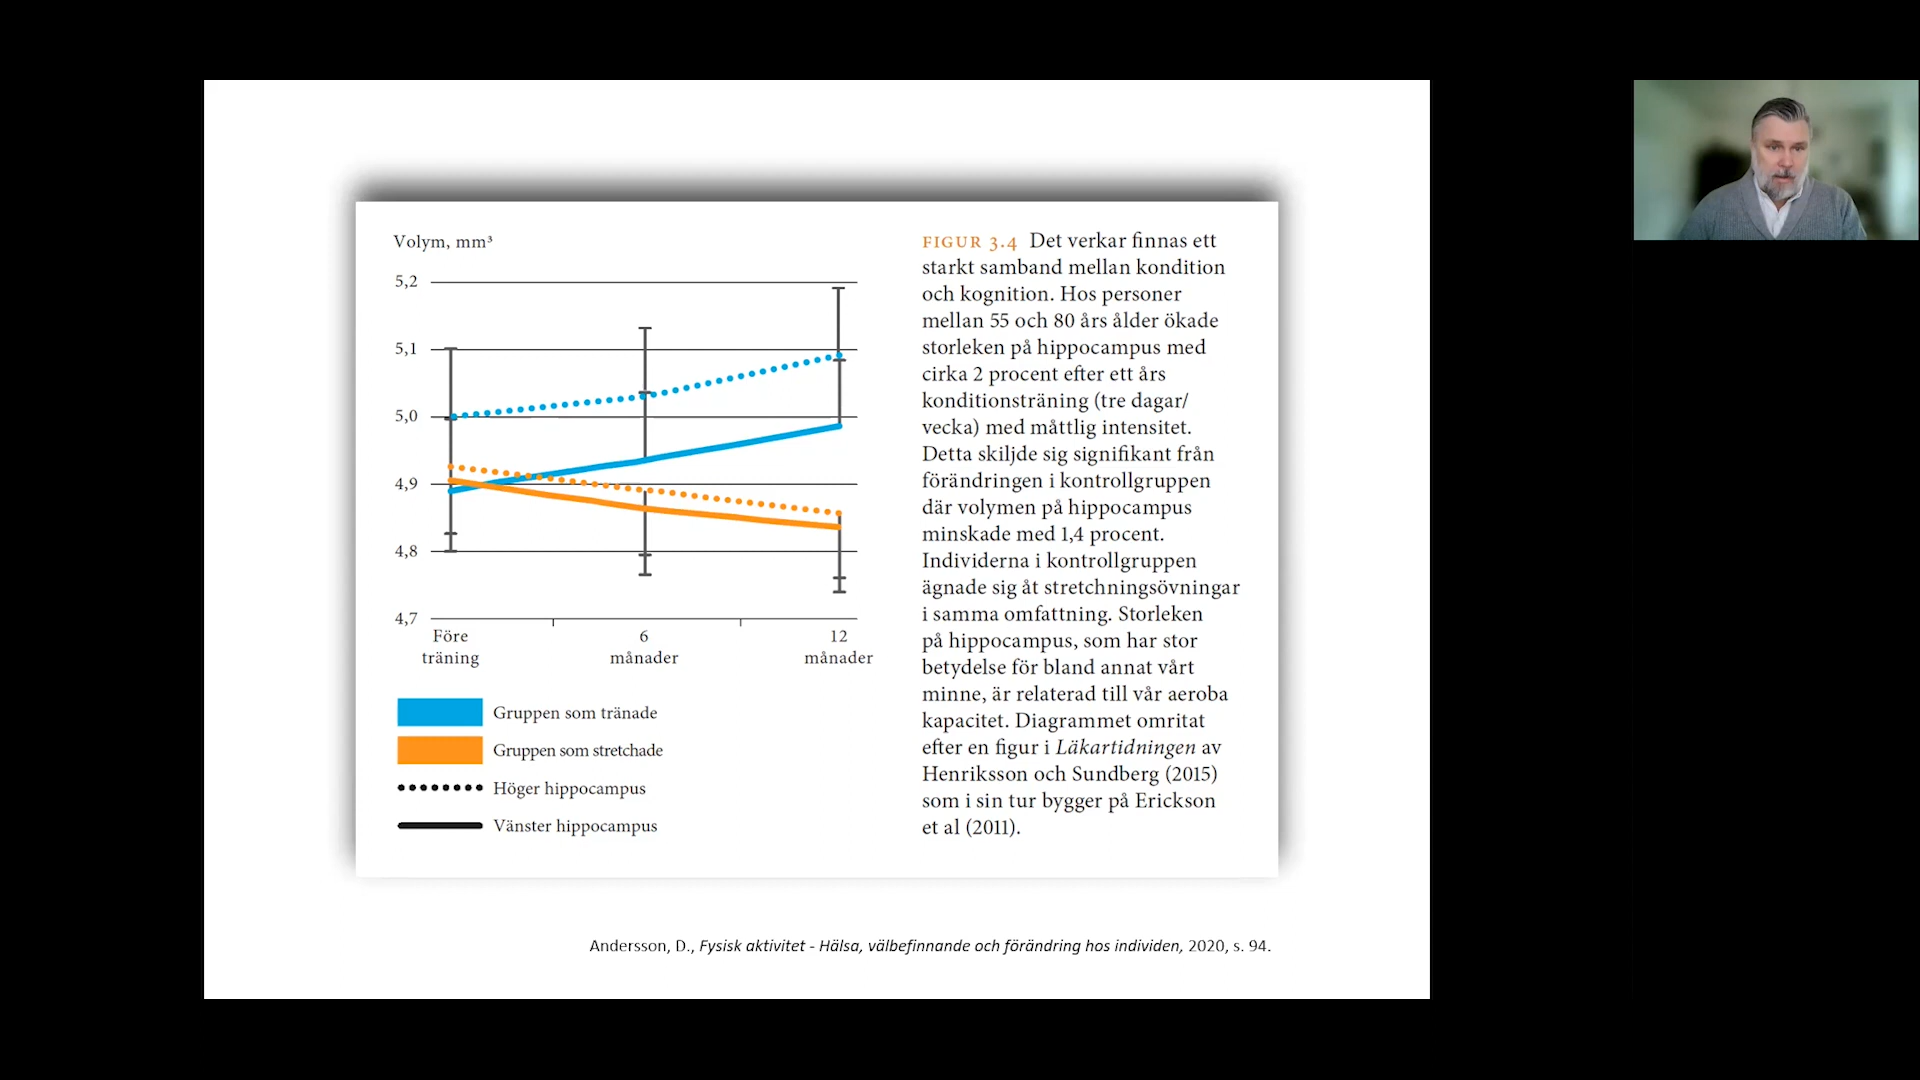 Volym, mm³
5,2
5,1
5,0
4,9
4,8
4,7
Före träning
6 månader
12 månader
Gruppen som tränade
Gruppen som stretchade
Höger hippocampus
Vänster hippocampus
FIGUR 3.4 Det verkar finnas ett
starkt samband mellan kondition
och kognition. Hos personer
mellan 55 och 80 års ålder ökade
storleken på hippocampus med
cirka 2 procent efter ett års
konditionsträning (tre dagar/
vecka) med måttlig intensitet.
Detta skiljde sig signifikant från
förändringen i kontrollgruppen
där volymen på hippocampus
minskade med 1,4 procent.
Individerna i kontrollgruppen
ägnade sig åt stretchningsövningar
i samma omfattning. Storleken
på hippocampus, som har stor
betydelse för bland annat vårt
minne, är relaterad till vår aeroba
kapacitet. Diagrammet omritat
efter en figur i Läkartidningen av
Henriksson och Sundberg (2015)
som i sin tur bygger på Erickson
et al (2011).
Andersson, D., Fysisk aktivitet - Hälsa, välbefinnande och förändring hos individen, 2020, s. 94.